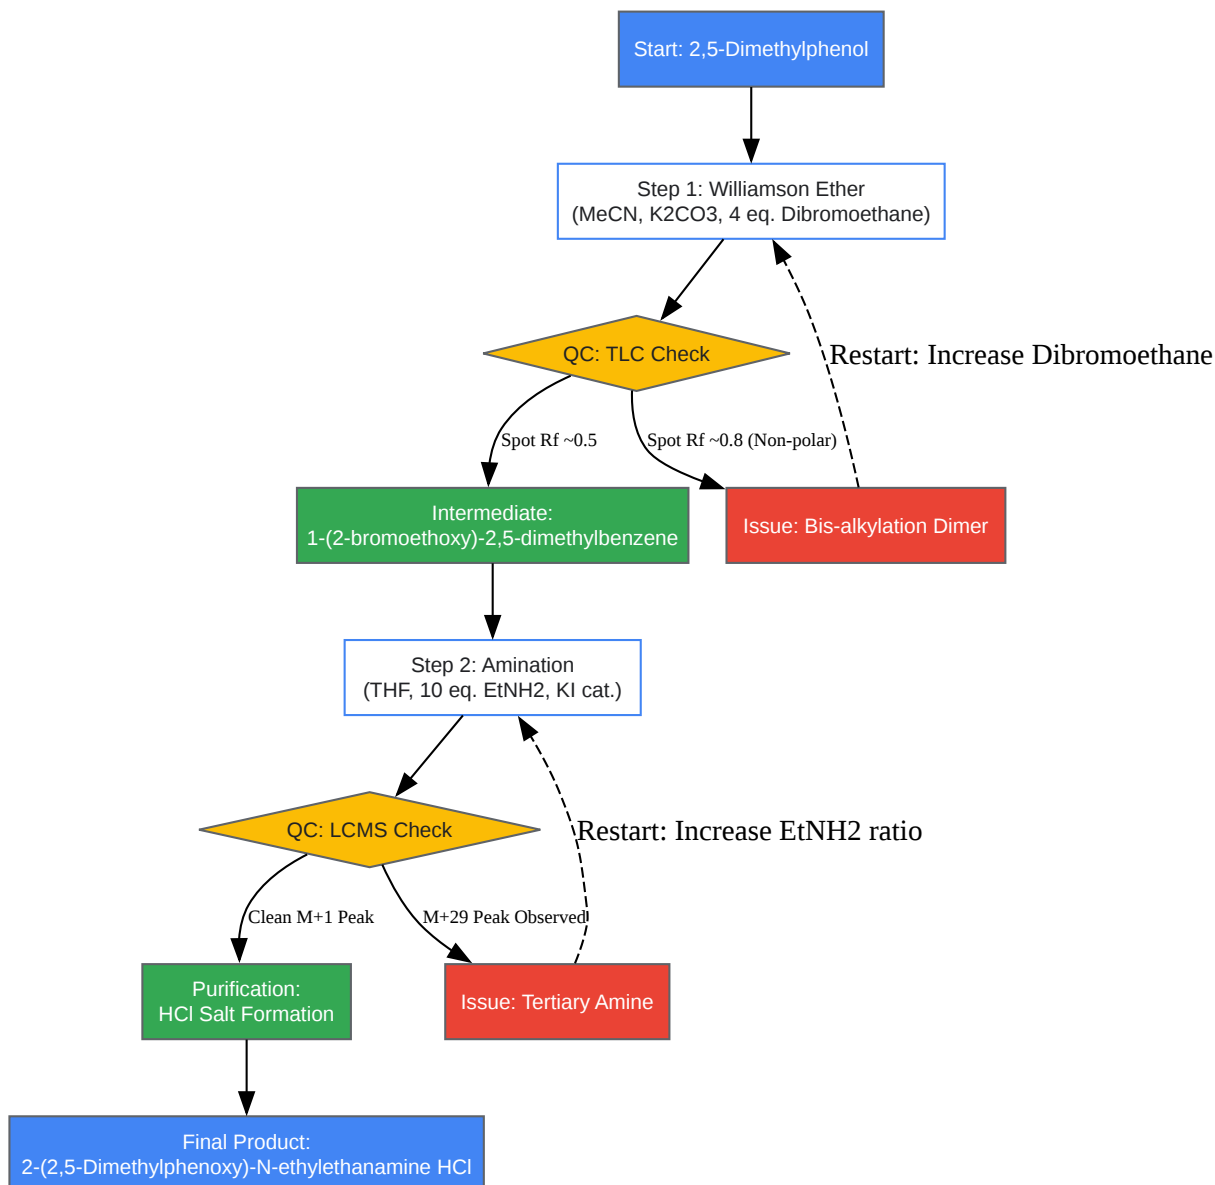 Start: 2,5-Dimethylphenol
Step 1: Williamson Ether
(MeCN, K2CO3, 4 eq. Dibromoethane)
QC: TLC Check
Restart: Increase Dibromoethane
Spot Rf ~0.5
Spot Rf ~0.8 (Non-polar)
Intermediate:
1-(2-bromoethoxy)-2,5-dimethylbenzene
Issue: Bis-alkylation Dimer
Step 2: Amination
(THF, 10 eq. EtNH2, KI cat.)
QC: LCMS Check
Restart: Increase EtNH2 ratio
Clean M+1 Peak
M+29 Peak Observed
Purification:
HCl Salt Formation
Issue: Tertiary Amine
Final Product:
2-(2,5-Dimethylphenoxy)-N-ethylethanamine HCl